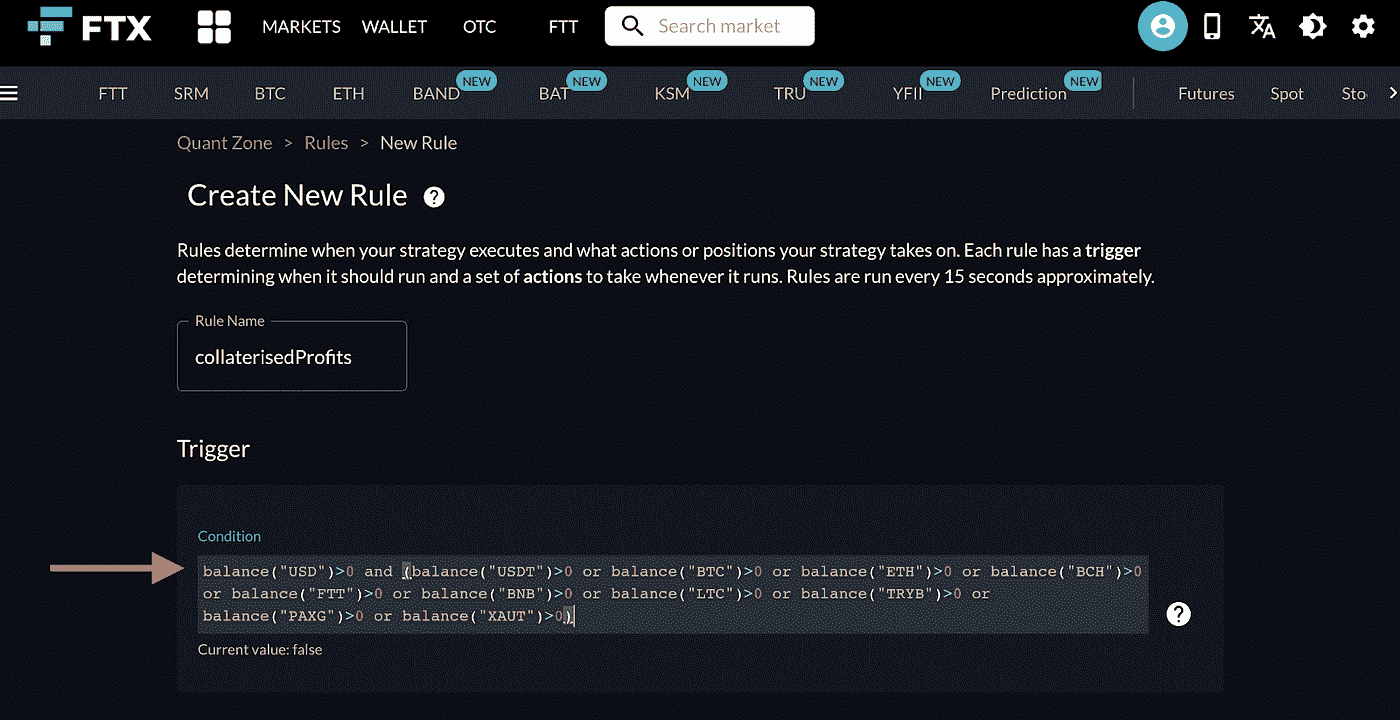 FTX MARKETS WALLET OTC FTT Search market
FTT SRM BTC ETH BAND NEW BAT NEW KSM NEW TRU NEW YFII NEW Prediction NEW Futures Spot Sto
Quant Zone > Rules > New Rule
Create New Rule ?
Rules determine when your strategy executes and what actions or positions your strategy takes on. Each rule has a trigger
determining when it should run and a set of actions to take whenever it runs. Rules are run every 15 seconds approximately.
Rule Name
collaterisedProfits
Trigger
Condition
balance("USD")>0 and (balance("USDT")>0 or balance("BTC")>0 or balance("ETH")>0 or balance("BCH")>0
or balance("FTT")>0 or balance("BNB")>0 or balance("LTC")>0 or balance("TRYB")>0 or
balance("PAXG")>0 or balance("XAUT")>0)
?
Current value: false